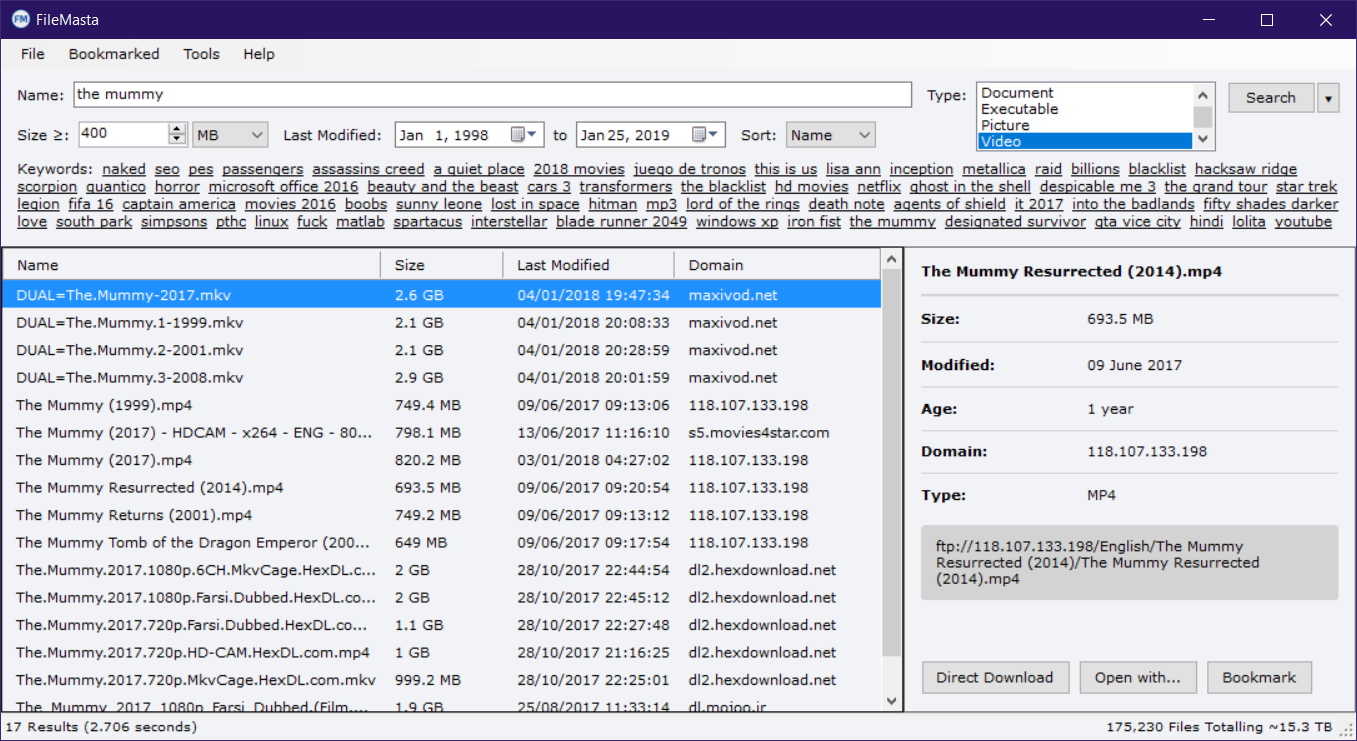 FM FileMasta
File Bookmarked Tools Help
Name: the mummy Type: Document Search
Executable
Picture
Video
Size ≥: 400 MB Last Modified: Jan 1, 1998 to Jan 25, 2019 Sort: Name
Keywords: naked seo pes passengers assassins creed a quiet place 2018 movies juego de tronos this is us lisa ann inception metallica raid billions blacklist hacksaw ridge
scorpion quantico horror microsoft office 2016 beauty and the beast cars 3 transformers the blacklist hd movies netflix ghost in the shell despicable me 3 the grand tour star trek
legion fifa 16 captain america movies 2016 boobs sunny leone lost in space hitman mp3 lord of the rings death note agents of shield it 2017 into the badlands fifty shades darker
love south park simpsons pthc linux fuck matlab spartacus interstellar blade runner 2049 windows xp iron fist the mummy designated survivor gta vice city hindi lolita youtube
Name Size Last Modified Domain
DUAL=The.Mummy-2017.mkv 2.6 GB 04/01/2018 19:47:34 maxivod.net
DUAL=The.Mummy.1-1999.mkv 2.1 GB 04/01/2018 20:08:33 maxivod.net
DUAL=The.Mummy.2-2001.mkv 2.1 GB 04/01/2018 20:28:59 maxivod.net
DUAL=The.Mummy.3-2008.mkv 2.9 GB 04/01/2018 20:01:59 maxivod.net
The Mummy (1999).mp4 749.4 MB 09/06/2017 09:13:06 118.107.133.198
The Mummy (2017) - HDCAM - x264 - ENG - 80... 798.1 MB 13/06/2017 11:16:10 s5.movies4star.com
The Mummy (2017).mp4 820.2 MB 03/01/2018 04:27:02 118.107.133.198
The Mummy Resurrected (2014).mp4 693.5 MB 09/06/2017 09:20:54 118.107.133.198
The Mummy Returns (2001).mp4 749.2 MB 09/06/2017 09:13:12 118.107.133.198
The Mummy Tomb of the Dragon Emperor (200... 649 MB 09/06/2017 09:17:54 118.107.133.198
The.Mummy.2017.1080p.6CH.MkvCage.HexDL.c... 2 GB 28/10/2017 22:44:54 dl2.hexdownload.net
The.Mummy.2017.1080p.Farsi.Dubbed.HexDL.co... 2 GB 28/10/2017 22:45:12 dl2.hexdownload.net
The.Mummy.2017.720p.Farsi.Dubbed.HexDL.co... 1.1 GB 28/10/2017 22:27:48 dl2.hexdownload.net
The.Mummy.2017.720p.HD-CAM.HexDL.com.mp4 1 GB 28/10/2017 21:16:25 dl2.hexdownload.net
The.Mummy.2017.720p.MkvCage.HexDL.com.mkv 999.2 MB 28/10/2017 22:25:01 dl2.hexdownload.net
The_Mummy_2017_1080p_Farsi_Dubbed_(Film.... 1.9 GB 25/08/2017 11:33:14 dl.mojoo.ir
The Mummy Resurrected (2014).mp4
Size: 693.5 MB
Modified: 09 June 2017
Age: 1 year
Domain: 118.107.133.198
Type: MP4
ftp://118.107.133.198/English/The Mummy
Resurrected (2014)/The Mummy Resurrected
(2014).mp4
Direct Download Open with... Bookmark
17 Results (2.706 seconds) 175,230 Files Totalling ~15.3 TB